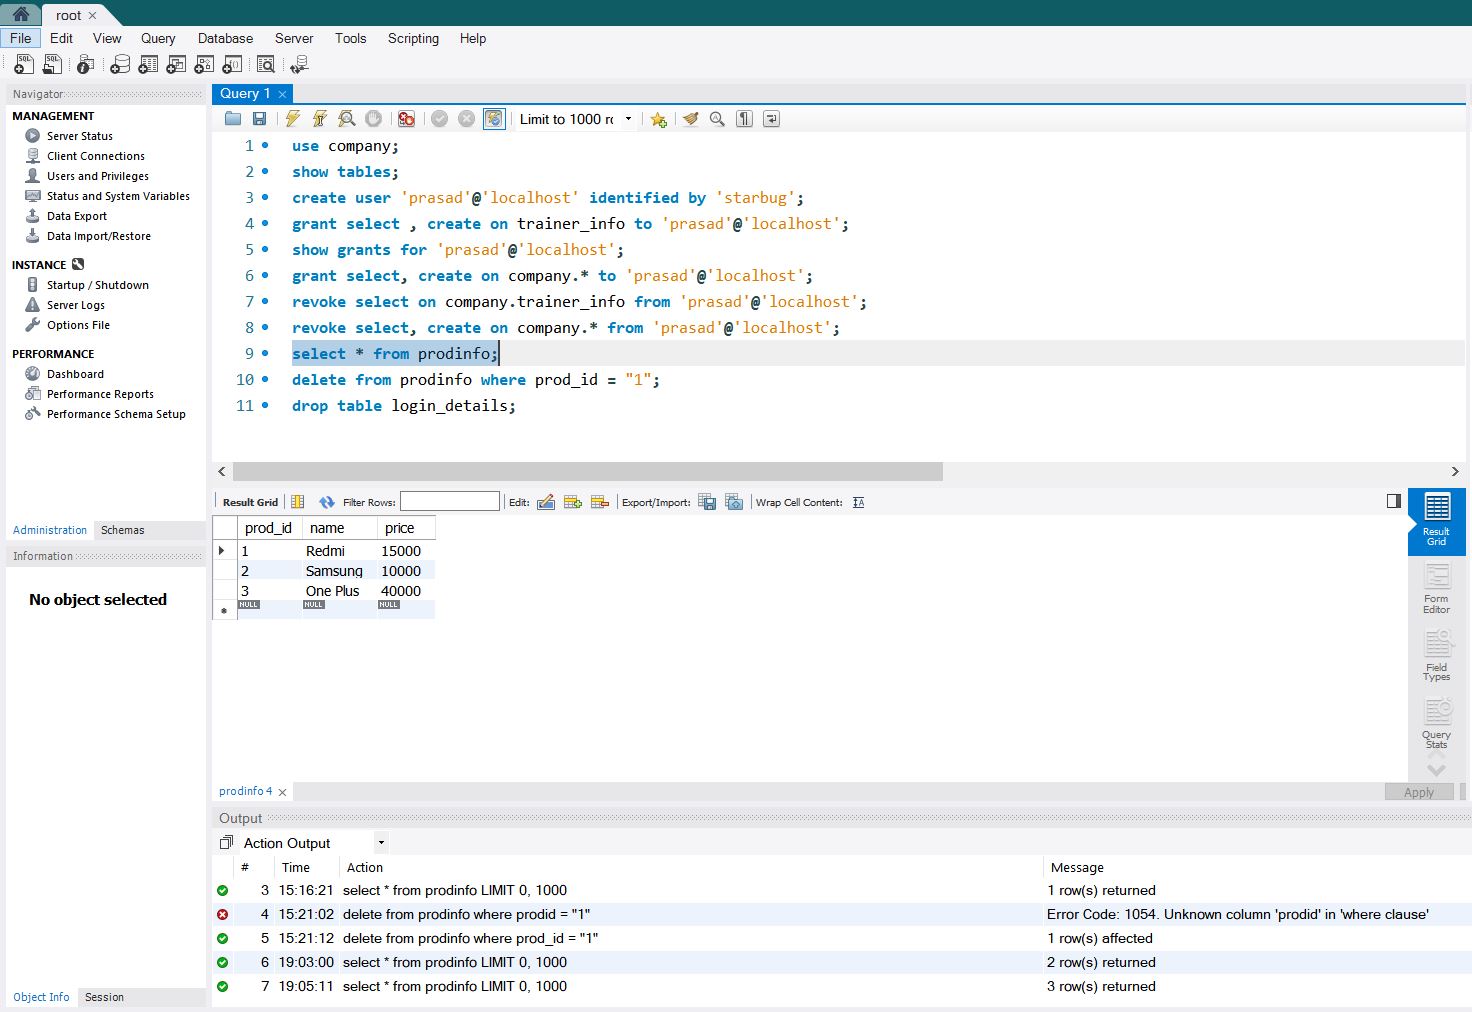 root
File Edit View Query Database Server Tools Scripting Help
Navigator
MANAGEMENT
Server Status
Client Connections
Users and Privileges
Status and System Variables
Data Export
Data Import/Restore
INSTANCE
Startup / Shutdown
Server Logs
Options File
PERFORMANCE
Dashboard
Performance Reports
Performance Schema Setup
Administration Schemas
Information
No object selected
Object Info Session
Query 1
Limit to 1000 rc
1 use company;
2 show tables;
3 create user 'prasad'@'localhost' identified by 'starbug';
4 grant select , create on trainer_info to 'prasad'@'localhost';
5 show grants for 'prasad'@'localhost';
6 grant select, create on company.* to 'prasad'@'localhost';
7 revoke select on company.trainer_info from 'prasad'@'localhost';
8 revoke select, create on company.* from 'prasad'@'localhost';
9 select * from prodinfo;
10 delete from prodinfo where prod_id = "1";
11 drop table login_details;
Result Grid Filter Rows: Edit: Export/Import: Wrap Cell Content:
prod_id name price
1 Redmi 15000
2 Samsung 10000
3 One Plus 40000
NULL NULL NULL
Result
Grid
Form
Editor
Field
Types
Query
Stats
prodinfo 4
Apply
Output
Action Output
# Time Action Message
3 15:16:21 select * from prodinfo LIMIT 0, 1000 1 row(s) returned
4 15:21:02 delete from prodinfo where prodid = "1" Error Code: 1054. Unknown column 'prodid' in 'where clause'
5 15:21:12 delete from prodinfo where prod_id = "1" 1 row(s) affected
6 19:03:00 select * from prodinfo LIMIT 0, 1000 2 row(s) returned
7 19:05:11 select * from prodinfo LIMIT 0, 1000 3 row(s) returned